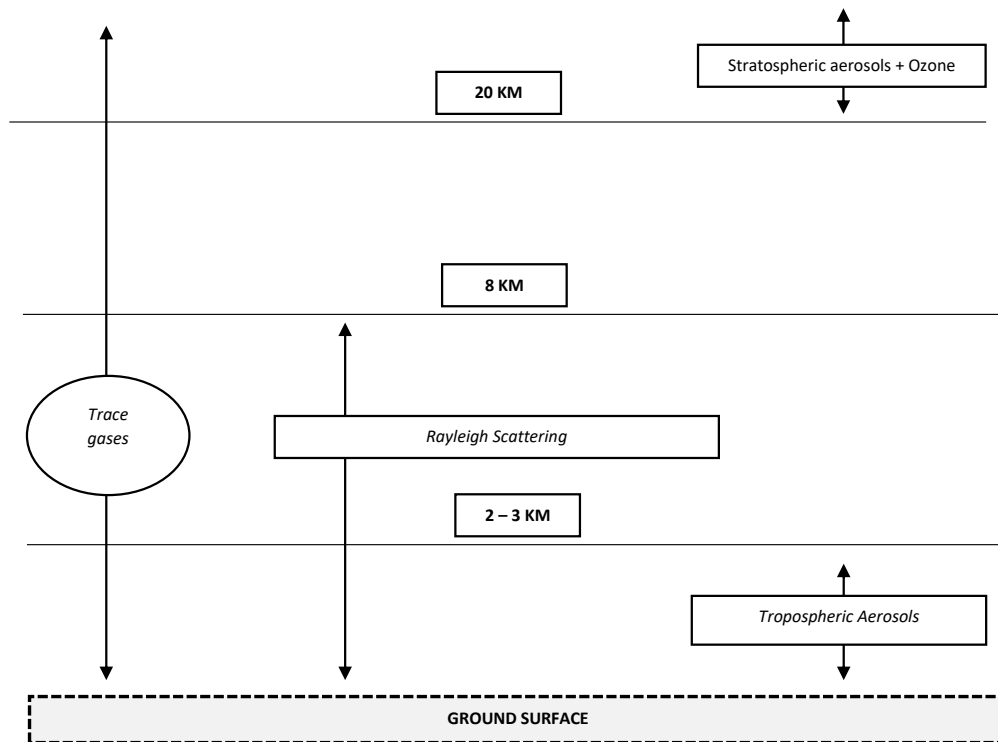 Stratospheric aerosols + Ozone
20 KM
8 KM
Trace
gases
Rayleigh Scattering
2 – 3 KM
Tropospheric Aerosols
GROUND SURFACE